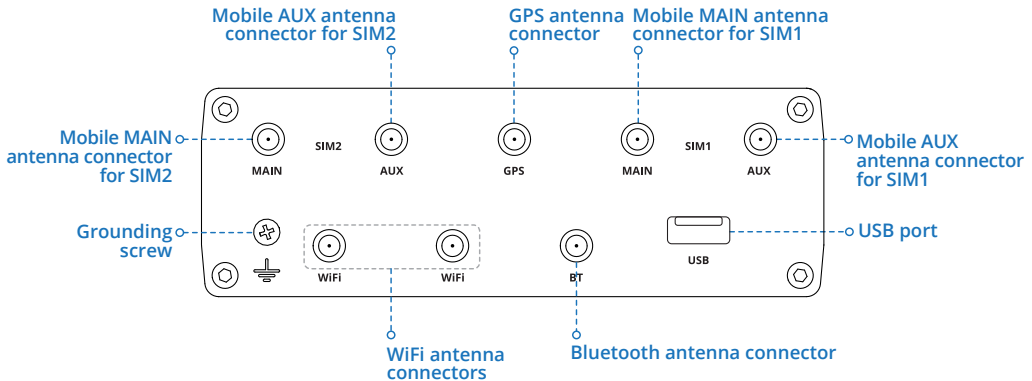 Mobile AUX antenna
connector for SIM2
GPS antenna
connector
Mobile MAIN antenna
connector for SIM1
Mobile MAIN
antenna connector
for SIM2
SIM2
SIM1
Mobile AUX
antenna connector
for SIM1
MAIN
AUX
GPS
MAIN
AUX
Grounding
screw
USB port
WiFi
WiFi
BT
USB
WiFi antenna
connectors
Bluetooth antenna connector